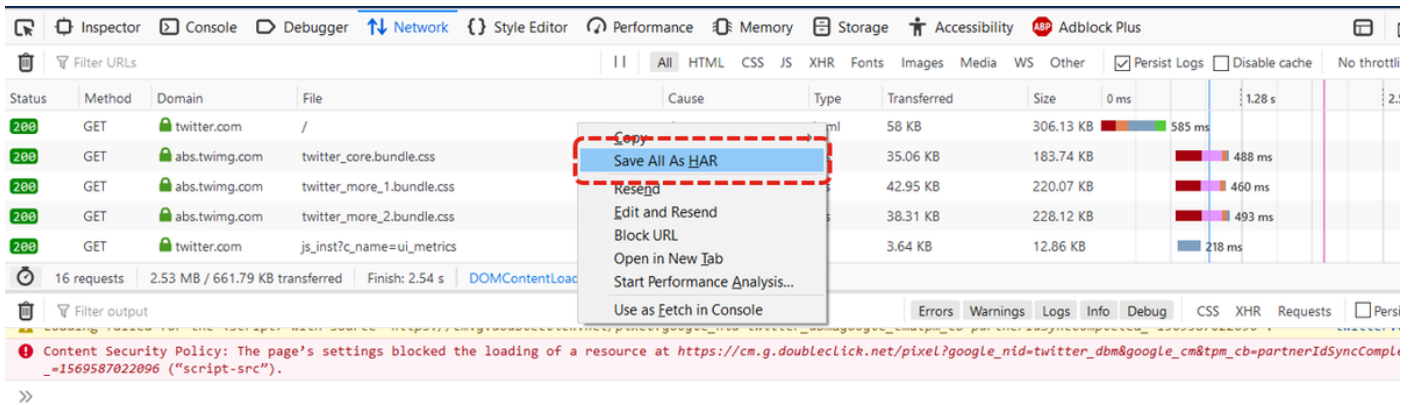 Inspector Console Debugger Network Style Editor Performance Memory Storage Accessibility ABP Adblock Plus
Filter URLs All HTML CSS JS XHR Fonts Images Media WS Other Persist Logs Disable cache No
Status Method Domain File Cause Type Transferred Size 0 ms 1.28 s
200 GET twitter.com / 58 KB 306.13 KB 585 ms
200 GET abs.twimg.com twitter_core.bundle.css 35.06 KB 183.74 KB 488 ms
200 GET abs.twimg.com twitter_more_1.bundle.css 42.95 KB 220.07 KB 460 ms
200 GET abs.twimg.com twitter_more_2.bundle.css 38.31 KB 228.12 KB 493 ms
200 GET twitter.com js_inst?c_name=ui_metrics 3.64 KB 12.86 KB 218 ms
Copy
Save All As HAR
Resend
Edit and Resend
Block URL
Open in New Tab
Start Performance Analysis...
Use as Fetch in Console
16 requests 2.53 MB / 661.79 KB transferred Finish: 2.54 s
Filter output Errors Warnings Logs Info Debug CSS XHR Requests
Content Security Policy: The page’s settings blocked the loading of a resource at https://cm.g.doubleclick.net/pixel?google_nid=twitter_dbm&google_cm&tpm_cb=partnerIdSyncComple
_=1569587022096 (“script-src”).